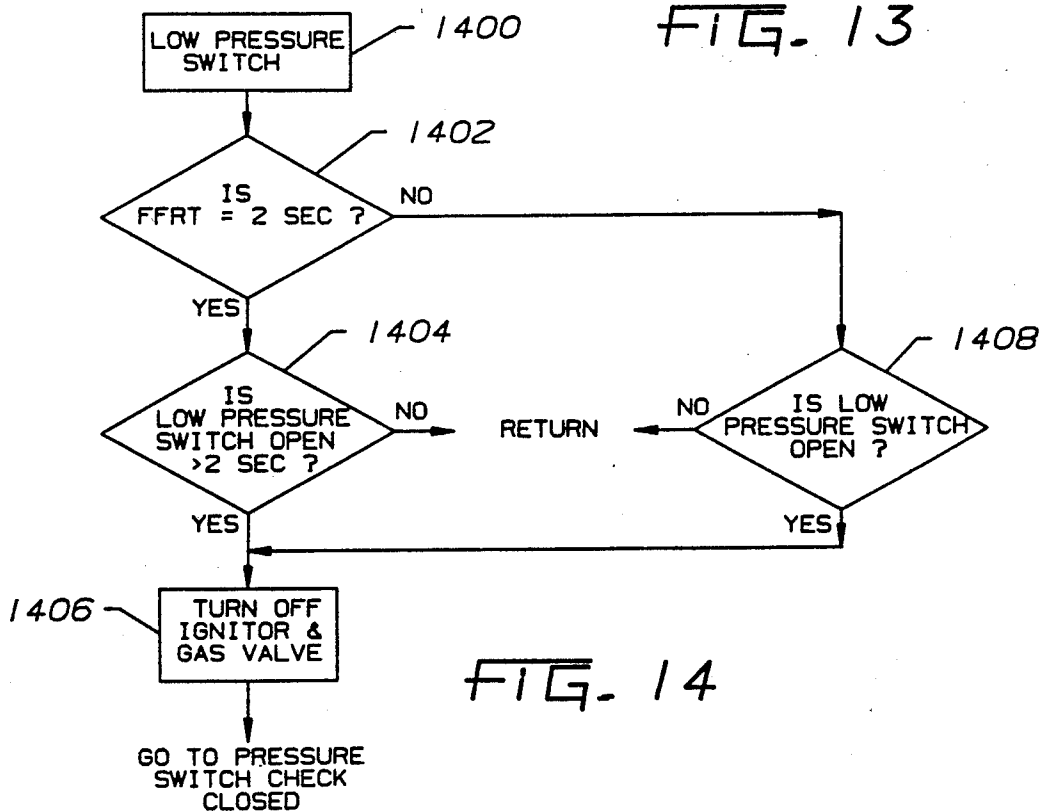 FIG. 13
LOW PRESSURE
SWITCH
1400
1402
IS
FFRT = 2 SEC ?
NO
YES
1404
IS
LOW PRESSURE
SWITCH OPEN
>2 SEC ?
NO
RETURN
NO
1408
IS LOW
PRESSURE SWITCH
OPEN ?
YES
YES
1406
TURN OFF
IGNITOR &
GAS VALVE
FIG. 14
GO TO PRESSURE
SWITCH CHECK
CLOSED